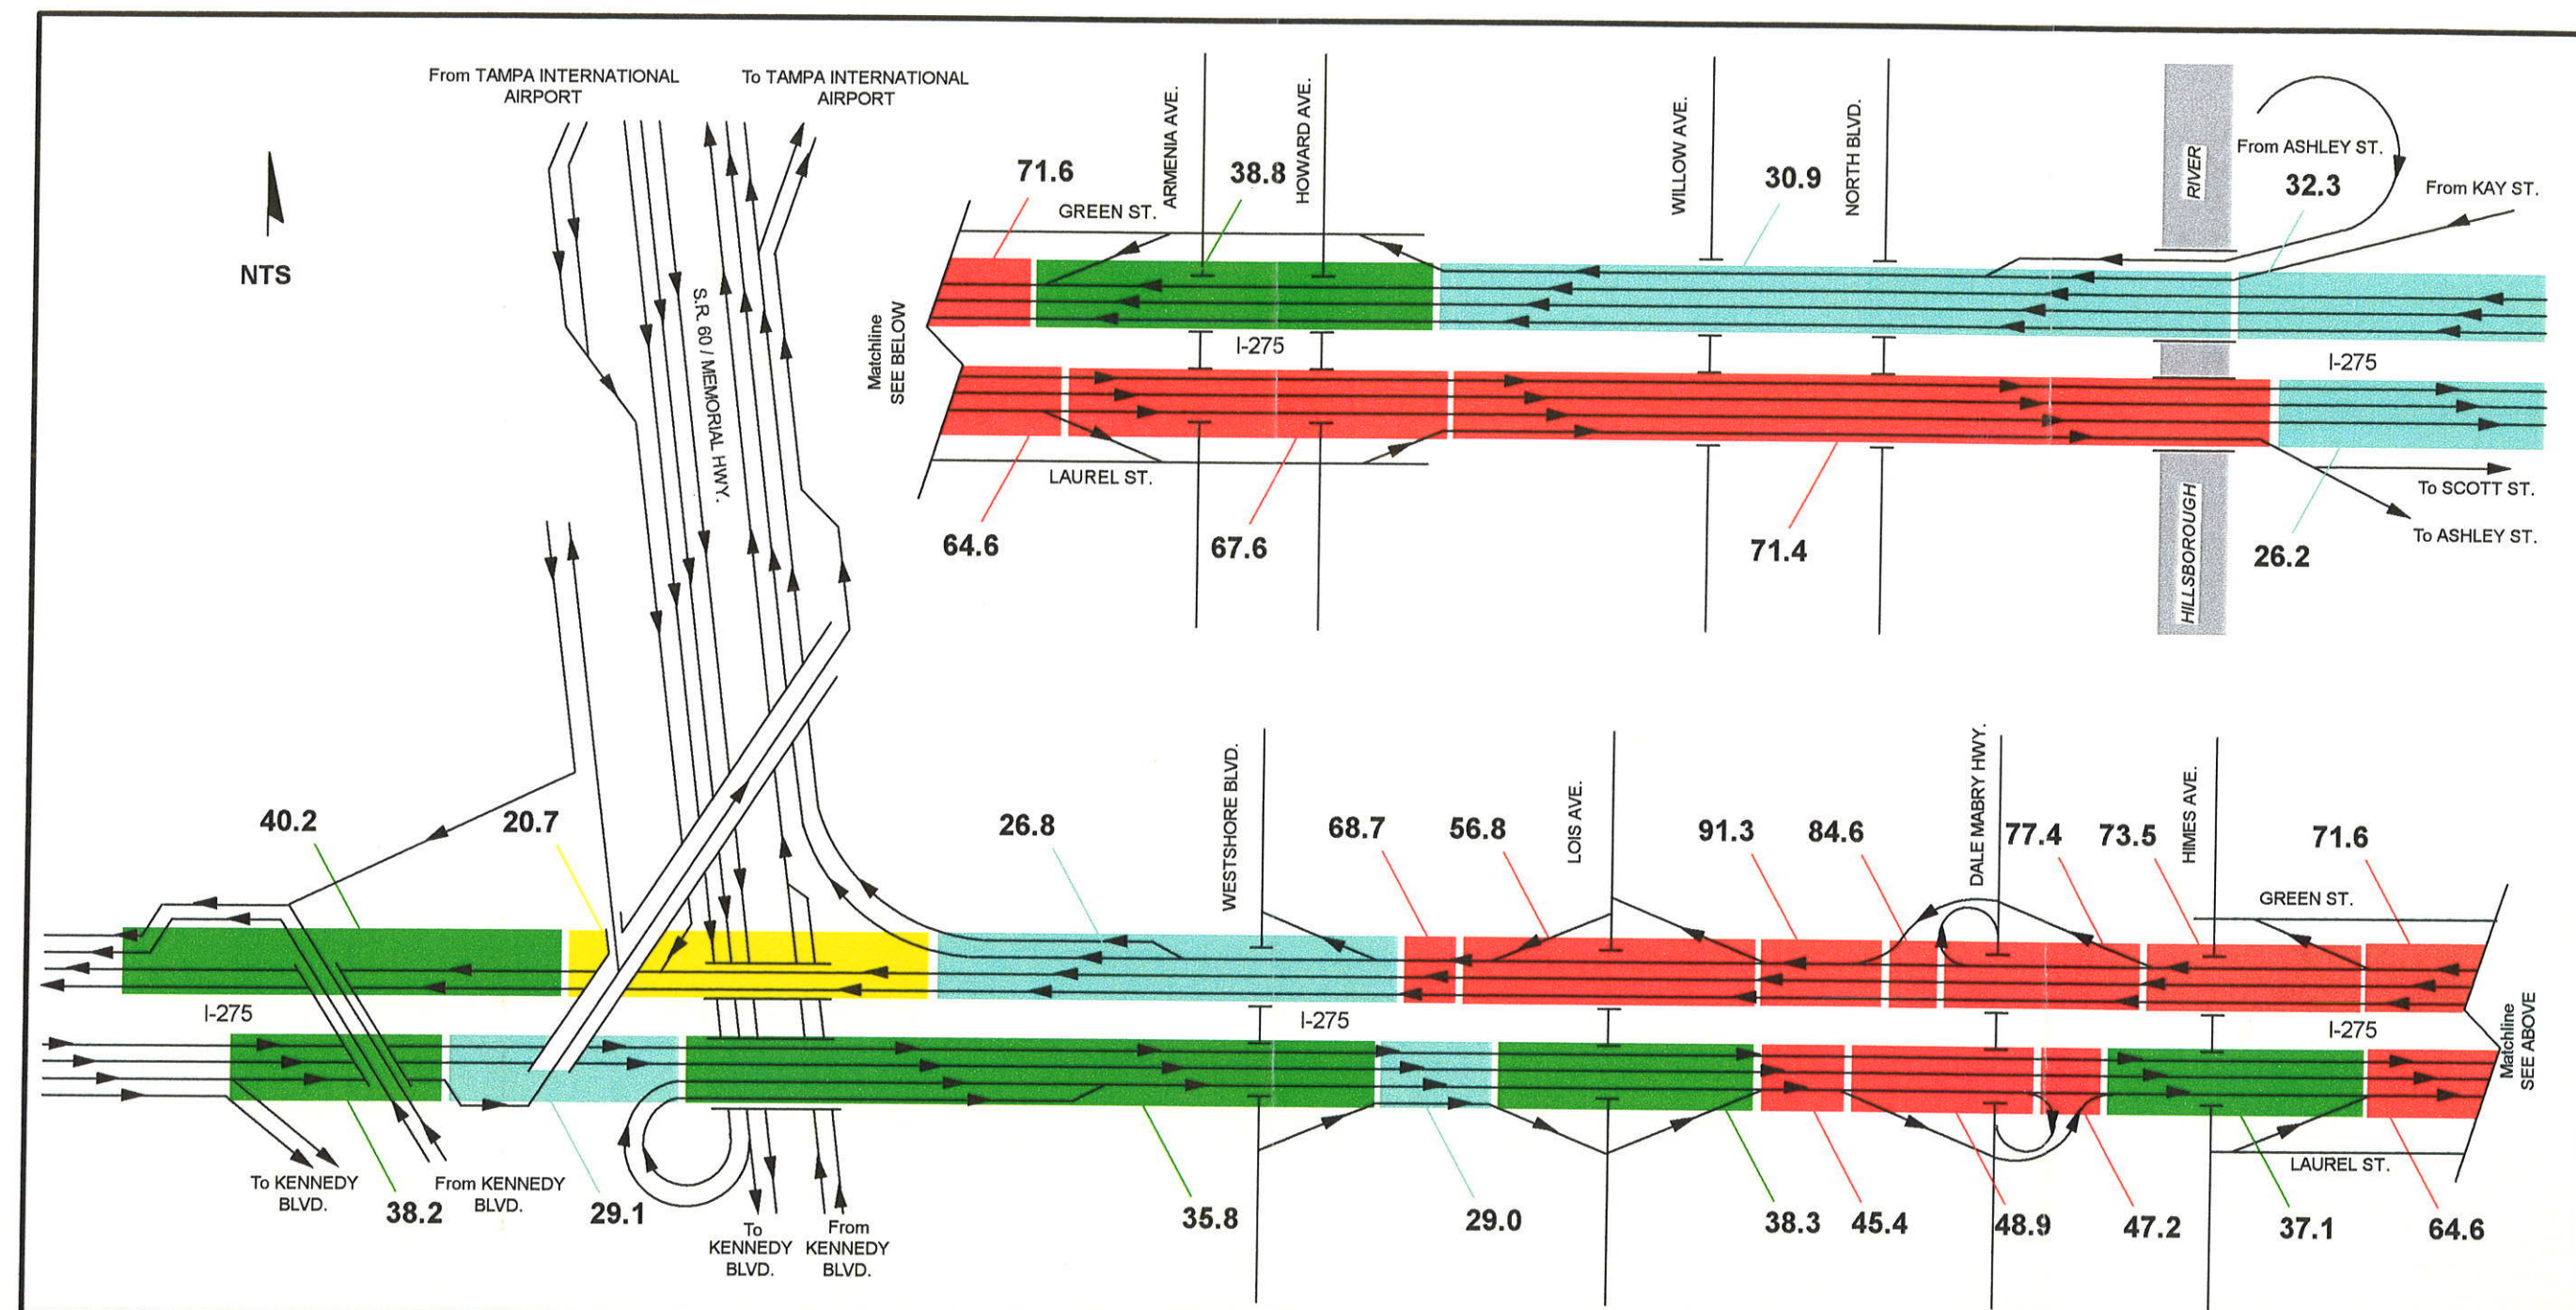 From TAMPA INTERNATIONAL
AIRPORT
To TAMPA INTERNATIONAL
AIRPORT
NTS
S.R. 60 / MEMORIAL HWY.
71.6
GREEN ST.
ARMENIA AVE.
38.8
HOWARD AVE.
WILLOW AVE.
30.9
NORTH BLVD.
RIVER
From ASHLEY ST.
32.3
From KAY ST.
Matchline
SEE BELOW
I-275
I-275
LAUREL ST.
64.6
67.6
71.4
HILLSBOROUGH
26.2
To SCOTT ST.
To ASHLEY ST.
40.2
20.7
26.8
WESTSHORE BLVD.
68.7
56.8
LOIS AVE.
91.3
84.6
DALE MABRY HWY.
77.4
73.5
HIMES AVE.
71.6
GREEN ST.
I-275
I-275
I-275
Matchline
SEE ABOVE
To KENNEDY
BLVD.
38.2
From KENNEDY
BLVD.
29.1
To
KENNEDY
BLVD.
From
KENNEDY
BLVD.
35.8
29.0
38.3
45.4
48.9
47.2
LAUREL ST.
37.1
64.6